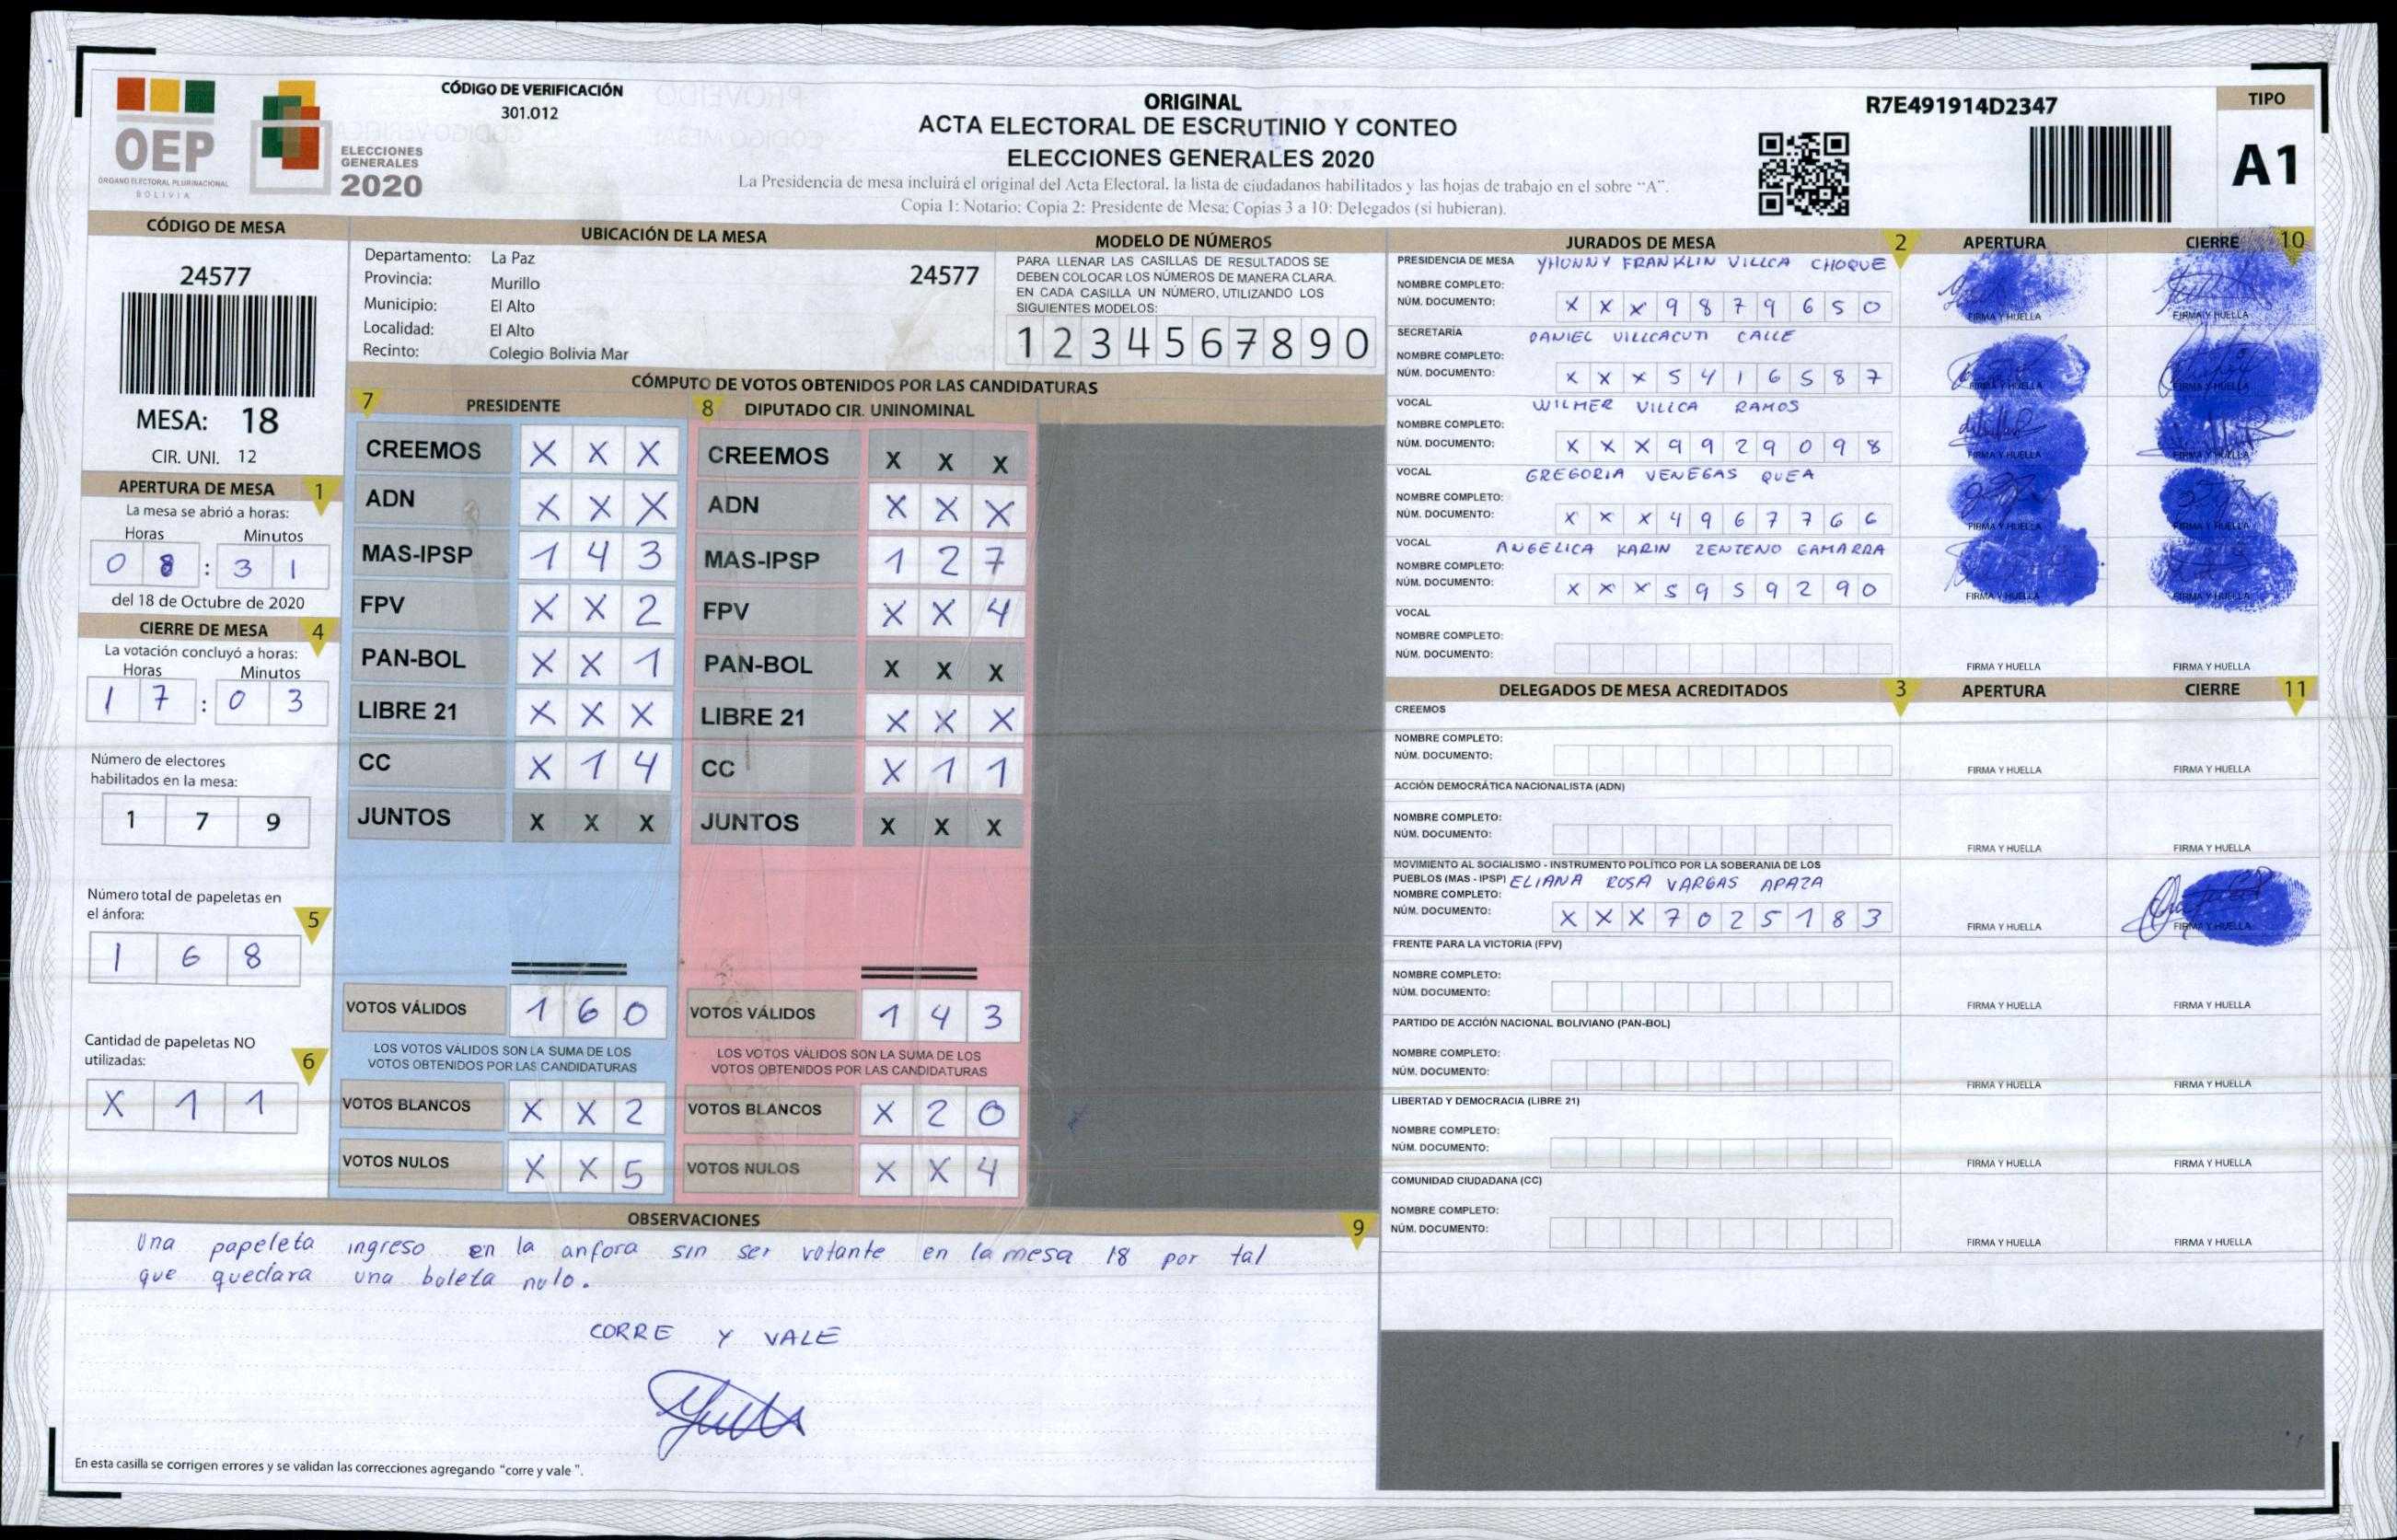 OEP
ÓRGANO ELECTORAL PLURINACIONAL
BOLIVIA
ELECCIONES
GENERALES
2020
CÓDIGO DE VERIFICACIÓN
301.012
ORIGINAL
ACTA ELECTORAL DE ESCRUTINIO Y CONTEO
ELECCIONES GENERALES 2020
La Presidencia de mesa incluirá el original del Acta Electoral, la lista de ciudadanos habilitados y las hojas de trabajo en el sobre “A”.
Copia 1: Notario; Copia 2: Presidente de Mesa; Copias 3 a 10: Delegados (si hubieran).
R7E491914D2347
TIPO
A1
CÓDIGO DE MESA
24577
MESA: 18
CIR. UNI. 12
APERTURA DE MESA 1
La mesa se abrió a horas:
Horas Minutos
0 8 : 3 1
del 18 de Octubre de 2020
CIERRE DE MESA 4
La votación concluyó a horas:
Horas Minutos
1 7 : 0 3
Número de electores
habilitados en la mesa:
1 7 9
Número total de papeletas en
el ánfora: 5
1 6 8
Cantidad de papeletas NO
utilizadas: 6
X 1 1
UBICACIÓN DE LA MESA
Departamento: La Paz
Provincia: Murillo
Municipio: El Alto
Localidad: El Alto
Recinto: Colegio Bolivia Mar
24577
MODELO DE NÚMEROS
PARA LLENAR LAS CASILLAS DE RESULTADOS SE
DEBEN COLOCAR LOS NÚMEROS DE MANERA CLARA.
EN CADA CASILLA UN NÚMERO, UTILIZANDO LOS
SIGUIENTES MODELOS:
1 2 3 4 5 6 7 8 9 0
CÓMPUTO DE VOTOS OBTENIDOS POR LAS CANDIDATURAS
7 PRESIDENTE 8 DIPUTADO CIR. UNINOMINAL
CREEMOS X X X CREEMOS X X X
ADN X X X ADN X X X
MAS-IPSP 1 4 3 MAS-IPSP 1 2 7
FPV X X 2 FPV X X 4
PAN-BOL X X 1 PAN-BOL X X X
LIBRE 21 X X X LIBRE 21 X X X
CC X 1 4 CC X 1 1
JUNTOS X X X JUNTOS X X X
VOTOS VÁLIDOS 1 6 0 VOTOS VÁLIDOS 1 4 3
LOS VOTOS VÁLIDOS SON LA SUMA DE LOS LOS VOTOS VÁLIDOS SON LA SUMA DE LOS
VOTOS OBTENIDOS POR LAS CANDIDATURAS VOTOS OBTENIDOS POR LAS CANDIDATURAS
VOTOS BLANCOS X X 2 VOTOS BLANCOS X 2 0
VOTOS NULOS X X 5 VOTOS NULOS X X 4
OBSERVACIONES 9
Una papeleta ingreso en la anfora sin ser votante en la mesa 18 por tal
que quedara una boleta nulo.
CORRE Y VALE
En esta casilla se corrigen errores y se validan las correcciones agregando “corre y vale”.
JURADOS DE MESA 2 APERTURA CIERRE 10
PRESIDENCIA DE MESA YHONNY FRANKLIN VILLCA CHOQUE
NOMBRE COMPLETO:
NÚM. DOCUMENTO: X X X 9 8 7 9 6 5 0
FIRMA Y HUELLA FIRMA Y HUELLA
SECRETARÍA DANIEL VILLCACUTI CALLE
NOMBRE COMPLETO:
NÚM. DOCUMENTO: X X X 5 4 1 6 5 8 7
FIRMA Y HUELLA FIRMA Y HUELLA
VOCAL WILMER VILLCA RAMOS
NOMBRE COMPLETO:
NÚM. DOCUMENTO: X X X 9 9 2 9 0 9 8
FIRMA Y HUELLA FIRMA Y HUELLA
VOCAL GREGORIA VENEGAS QUEA
NOMBRE COMPLETO:
NÚM. DOCUMENTO: X X X 4 9 6 7 7 6 6
FIRMA Y HUELLA FIRMA Y HUELLA
VOCAL ANGELICA KARIN ZENTENO GAMARRA
NOMBRE COMPLETO:
NÚM. DOCUMENTO: X X X 5 9 5 9 2 9 0
FIRMA Y HUELLA FIRMA Y HUELLA
VOCAL
NOMBRE COMPLETO:
NÚM. DOCUMENTO:
FIRMA Y HUELLA FIRMA Y HUELLA
DELEGADOS DE MESA ACREDITADOS 3 APERTURA CIERRE 11
CREEMOS
NOMBRE COMPLETO:
NÚM. DOCUMENTO:
FIRMA Y HUELLA FIRMA Y HUELLA
ACCIÓN DEMOCRÁTICA NACIONALISTA (ADN)
NOMBRE COMPLETO:
NÚM. DOCUMENTO:
FIRMA Y HUELLA FIRMA Y HUELLA
MOVIMIENTO AL SOCIALISMO - INSTRUMENTO POLÍTICO POR LA SOBERANIA DE LOS
PUEBLOS (MAS - IPSP) ELIANA ROSA VARGAS APAZA
NOMBRE COMPLETO:
NÚM. DOCUMENTO: X X X 7 0 2 5 1 8 3
FIRMA Y HUELLA FIRMA Y HUELLA
FRENTE PARA LA VICTORIA (FPV)
NOMBRE COMPLETO:
NÚM. DOCUMENTO:
FIRMA Y HUELLA FIRMA Y HUELLA
PARTIDO DE ACCIÓN NACIONAL BOLIVIANO (PAN-BOL)
NOMBRE COMPLETO:
NÚM. DOCUMENTO:
FIRMA Y HUELLA FIRMA Y HUELLA
LIBERTAD Y DEMOCRACIA (LIBRE 21)
NOMBRE COMPLETO:
NÚM. DOCUMENTO:
FIRMA Y HUELLA FIRMA Y HUELLA
COMUNIDAD CIUDADANA (CC)
NOMBRE COMPLETO:
NÚM. DOCUMENTO:
FIRMA Y HUELLA FIRMA Y HUELLA